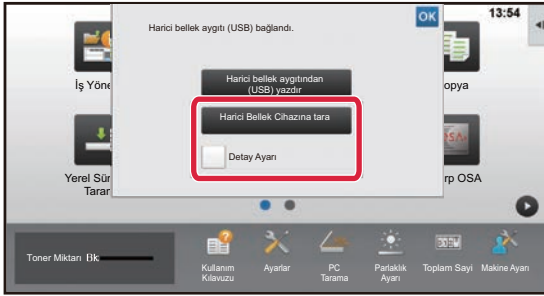 Harici bellek aygıtı (USB) bağlandı.
OK
13:54
İş Yöne
opya
Harici bellek aygıtından
(USB) yazdır
Harici Bellek Cihazına tara
Detay Ayarı
Yerel Sür
Taran
rp OSA
Toner Miktarı Bk
Kullanım
Kılavuzu
Ayarlar
PC
Tarama
Parlaklık
Ayarı
Toplam Sayi
Makine Ayarı